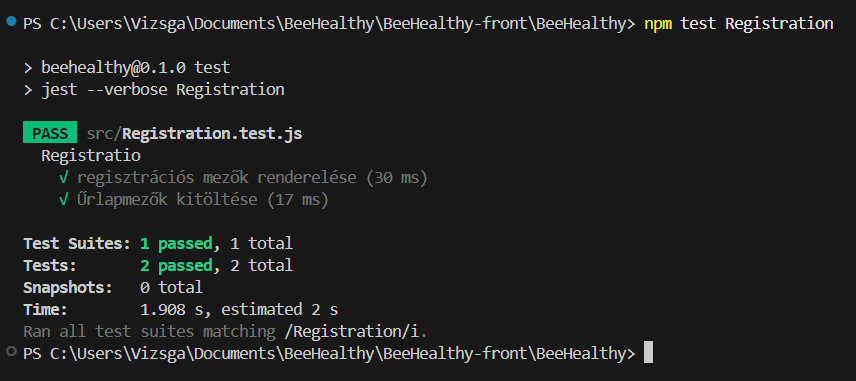 PS C:\Users\Vizsga\Documents\BeeHealthy\BeeHealthy-front\BeeHealthy> npm test Registration
> beehealthy@0.1.0 test
> jest --verbose Registration
PASS src/Registration.test.js
Registratio
√ regisztrációs mezők renderelése (30 ms)
√ Űrlapmezők kitöltése (17 ms)
Test Suites: 1 passed, 1 total
Tests: 2 passed, 2 total
Snapshots: 0 total
Time: 1.908 s, estimated 2 s
Ran all test suites matching /Registration/i.
PS C:\Users\Vizsga\Documents\BeeHealthy\BeeHealthy-front\BeeHealthy>